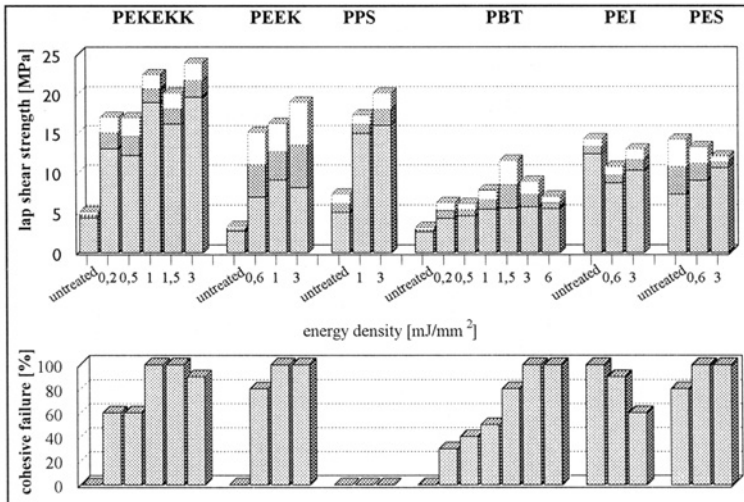 PEKEKK PEEK PPS PBT PEI PES
lap shear strength [MPa]
25
20
15
10
5
0
untreated 0,2 0,5 1 1,5 3 untreated 0,6 1 3 untreated 1 3 untreated 0,2 0,5 1 1,5 3 6 untreated 0,6 3 untreated 0,6 3
energy density [mJ/mm²]
cohesive failure [%]
100
80
60
40
20
0